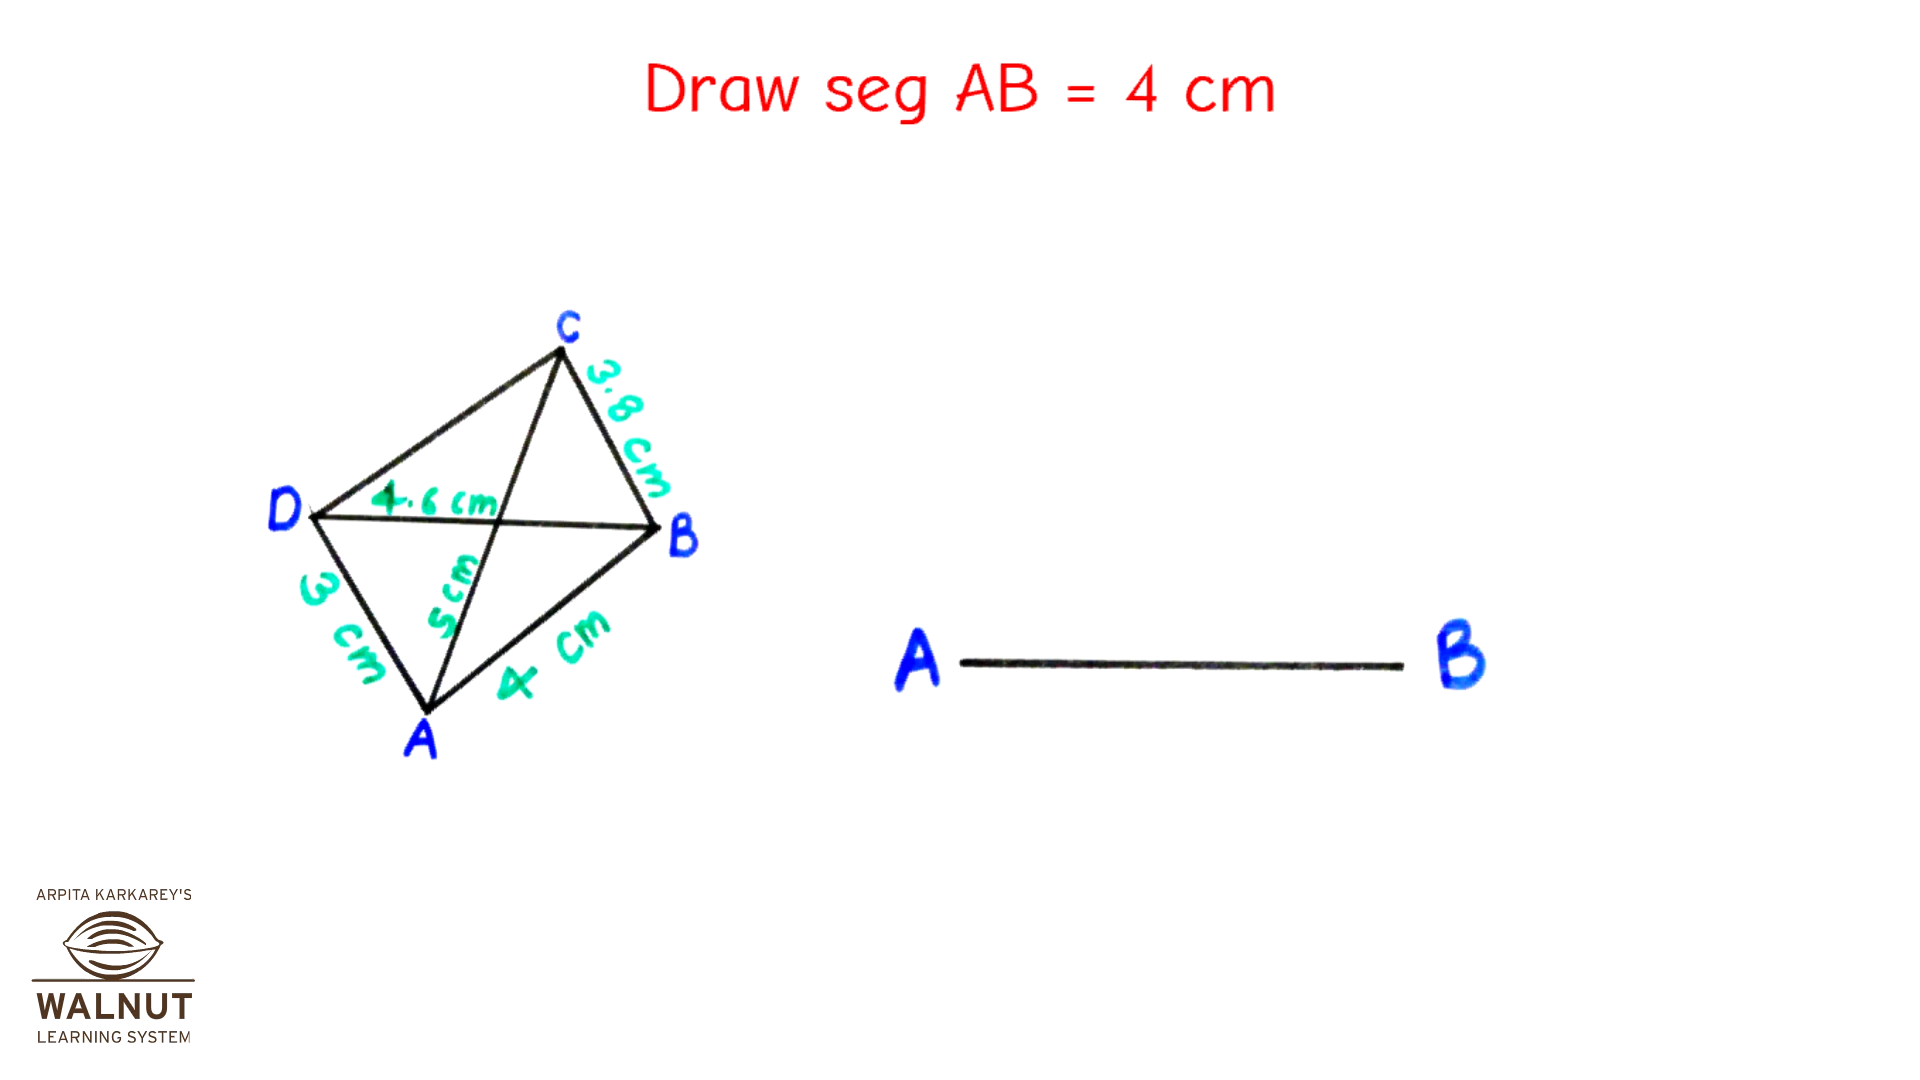 Draw seg AB = 4 cm
C
3.8 cm
D
4.6 cm
B
3 cm
5 cm
4 cm
A
A
B
ARPITA KARKAREY'S
WALNUT
LEARNING SYSTEM